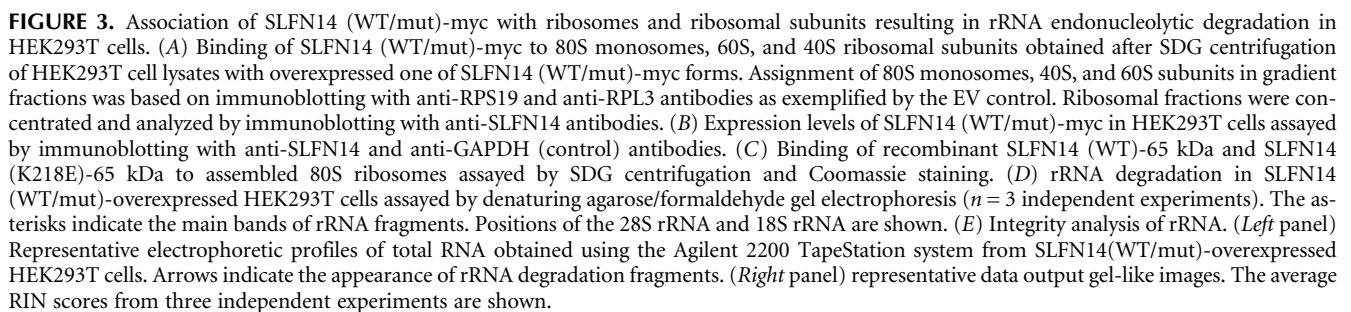 FIGURE 3. Association of SLFN14 (WT/mut)-myc with ribosomes and ribosomal subunits resulting in rRNA endonucleolytic degradation in
HEK293T cells. (A) Binding of SLFN14 (WT/mut)-myc to 80S monosomes, 60S, and 40S ribosomal subunits obtained after SDG centrifugation
of HEK293T cell lysates with overexpressed one of SLFN14 (WT/mut)-myc forms. Assignment of 80S monosomes, 40S, and 60S subunits in gradient
fractions was based on immunoblotting with anti-RPS19 and anti-RPL3 antibodies as exemplified by the EV control. Ribosomal fractions were con-
centrated and analyzed by immunoblotting with anti-SLFN14 antibodies. (B) Expression levels of SLFN14 (WT/mut)-myc in HEK293T cells assayed
by immunoblotting with anti-SLFN14 and anti-GAPDH (control) antibodies. (C) Binding of recombinant SLFN14 (WT)-65 kDa and SLFN14
(K218E)-65 kDa to assembled 80S ribosomes assayed by SDG centrifugation and Coomassie staining. (D) rRNA degradation in SLFN14
(WT/mut)-overexpressed HEK293T cells assayed by denaturing agarose/formaldehyde gel electrophoresis (n = 3 independent experiments). The as-
terisks indicate the main bands of rRNA fragments. Positions of the 28S rRNA and 18S rRNA are shown. (E) Integrity analysis of rRNA. (Left panel)
Representative electrophoretic profiles of total RNA obtained using the Agilent 2200 TapeStation system from SLFN14(WT/mut)-overexpressed
HEK293T cells. Arrows indicate the appearance of rRNA degradation fragments. (Right panel) representative data output gel-like images. The average
RIN scores from three independent experiments are shown.